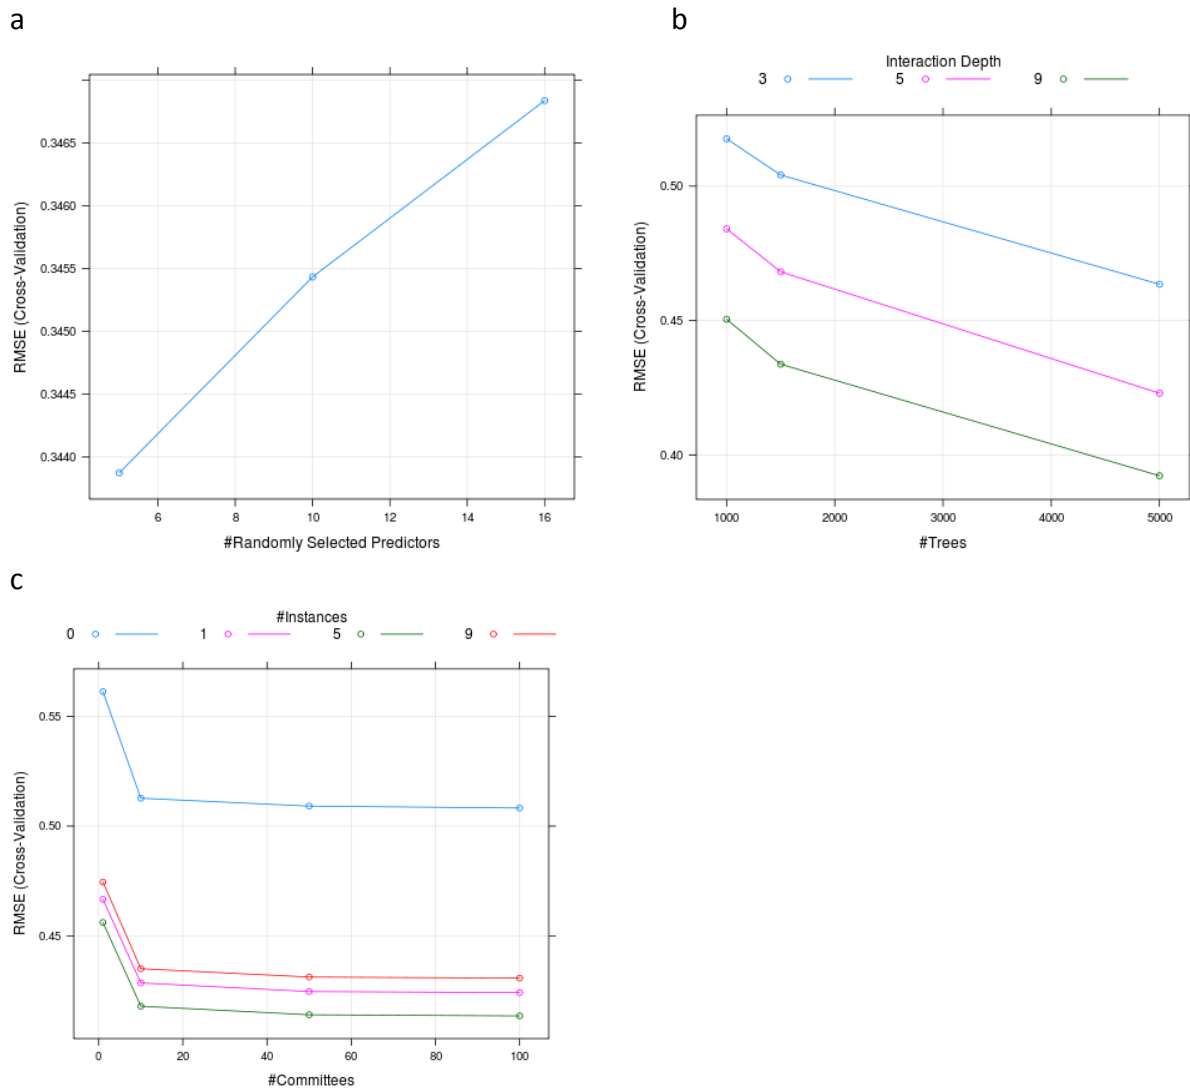 a
RMSE (Cross-Validation)
0.3465
0.3460
0.3455
0.3450
0.3445
0.3440
6 8 10 12 14 16
#Randomly Selected Predictors
b
Interaction Depth
3 5 9
RMSE (Cross-Validation)
0.50
0.45
0.40
1000 2000 3000 4000 5000
#Trees
c
#Instances
0 1 5 9
RMSE (Cross-Validation)
0.55
0.50
0.45
0 20 40 60 80 100
#Committees